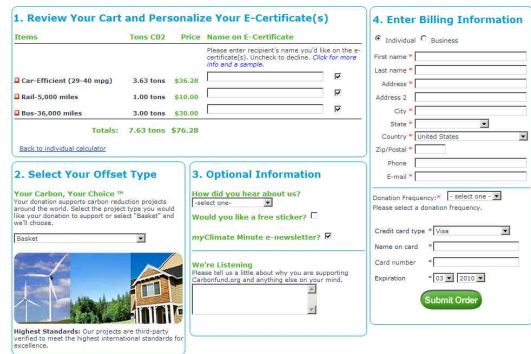 1. Review Your Cart and Personalize Your E-Certificate(s)
Items Tons C02 Price Name on E-Certificate
Please enter recipient's name you'd like on the e-
certificate(s). Uncheck to decline. Click for more
info and a sample.
Car-Efficient (29-40 mpg) 3.63 tons $36.28
Rail-5,000 miles 1.00 tons $10.00
Bus-36,000 miles 3.00 tons $30.00
Totals: 7.63 tons $76.28
Back to individual calculator
2. Select Your Offset Type
Your Carbon, Your Choice ™
Your donation supports carbon reduction projects
around the world. Select the project type you would
like your donation to support or select "Basket" and
we'll choose.
Basket
Highest Standards: Our projects are third-party
verified to meet the highest international standards for
excellence.
3. Optional Information
How did you hear about us?
-select one-
Would you like a free sticker?
myClimate Minute e-newsletter?
We're Listening
Please tell us a little about why you are supporting
Carbonfund.org and anything else on your mind.
4. Enter Billing Information
Individual Business
First name *
Last name *
Address *
Address 2
City *
State *
Country * United States
Zip/Postal *
Phone
E-mail *
Donation Frequency:* - select one -
Please select a donation frequency.
Credit card type * Visa
Name on card *
Card number *
Expiration * 03 2010
Submit Order